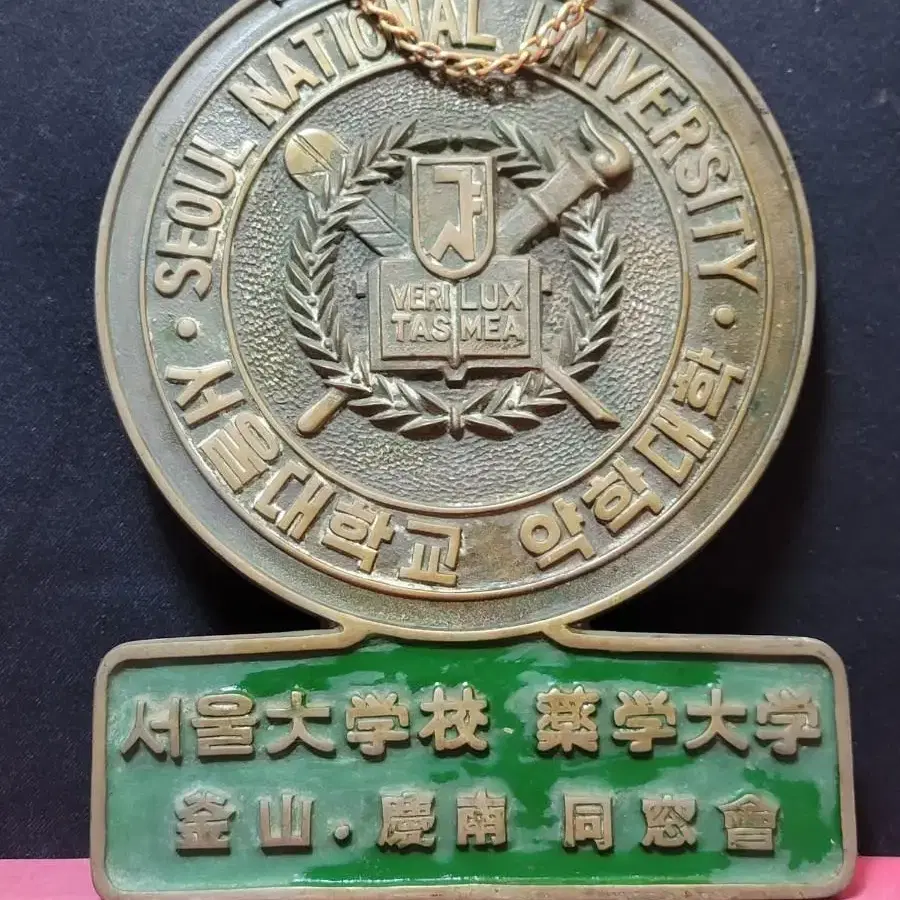 SEOUL NATIONAL UNIVERSITY
VERI LUX
TAS MEA
서울대학교 약학대학
서울大学校 薬学大学
釜山·慶南 同窓會